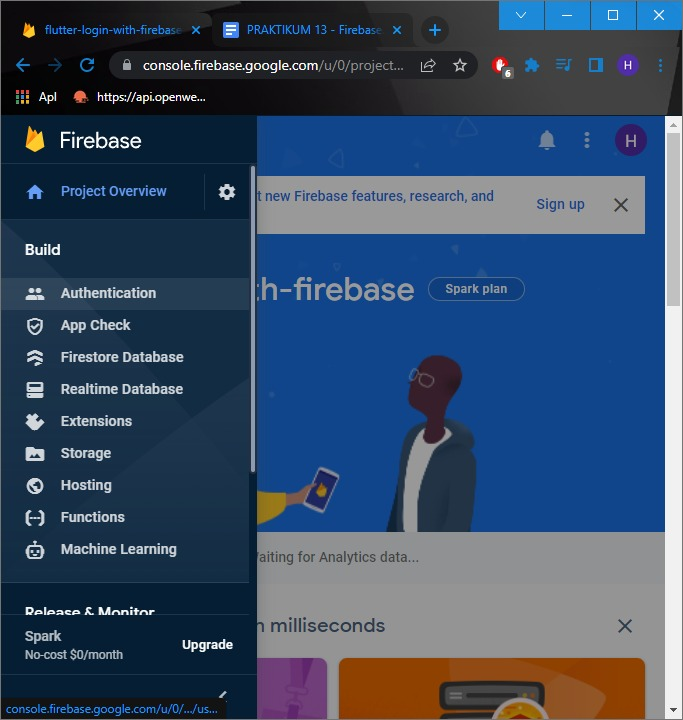 flutter-login-with-firebase
PRAKTIKUM 13 - Firebase
console.firebase.google.com/u/0/project...
6
H
Apl
https://api.openwe...
Firebase
H
Project Overview
t new Firebase features, research, and
Sign up
Build
th-firebase
Spark plan
Authentication
App Check
Firestore Database
Realtime Database
Extensions
Storage
Hosting
Functions
Machine Learning
Waiting for Analytics data...
Release & Monitor
n milliseconds
Spark
No-cost $0/month
Upgrade
console.firebase.google.com/u/0/.../us...